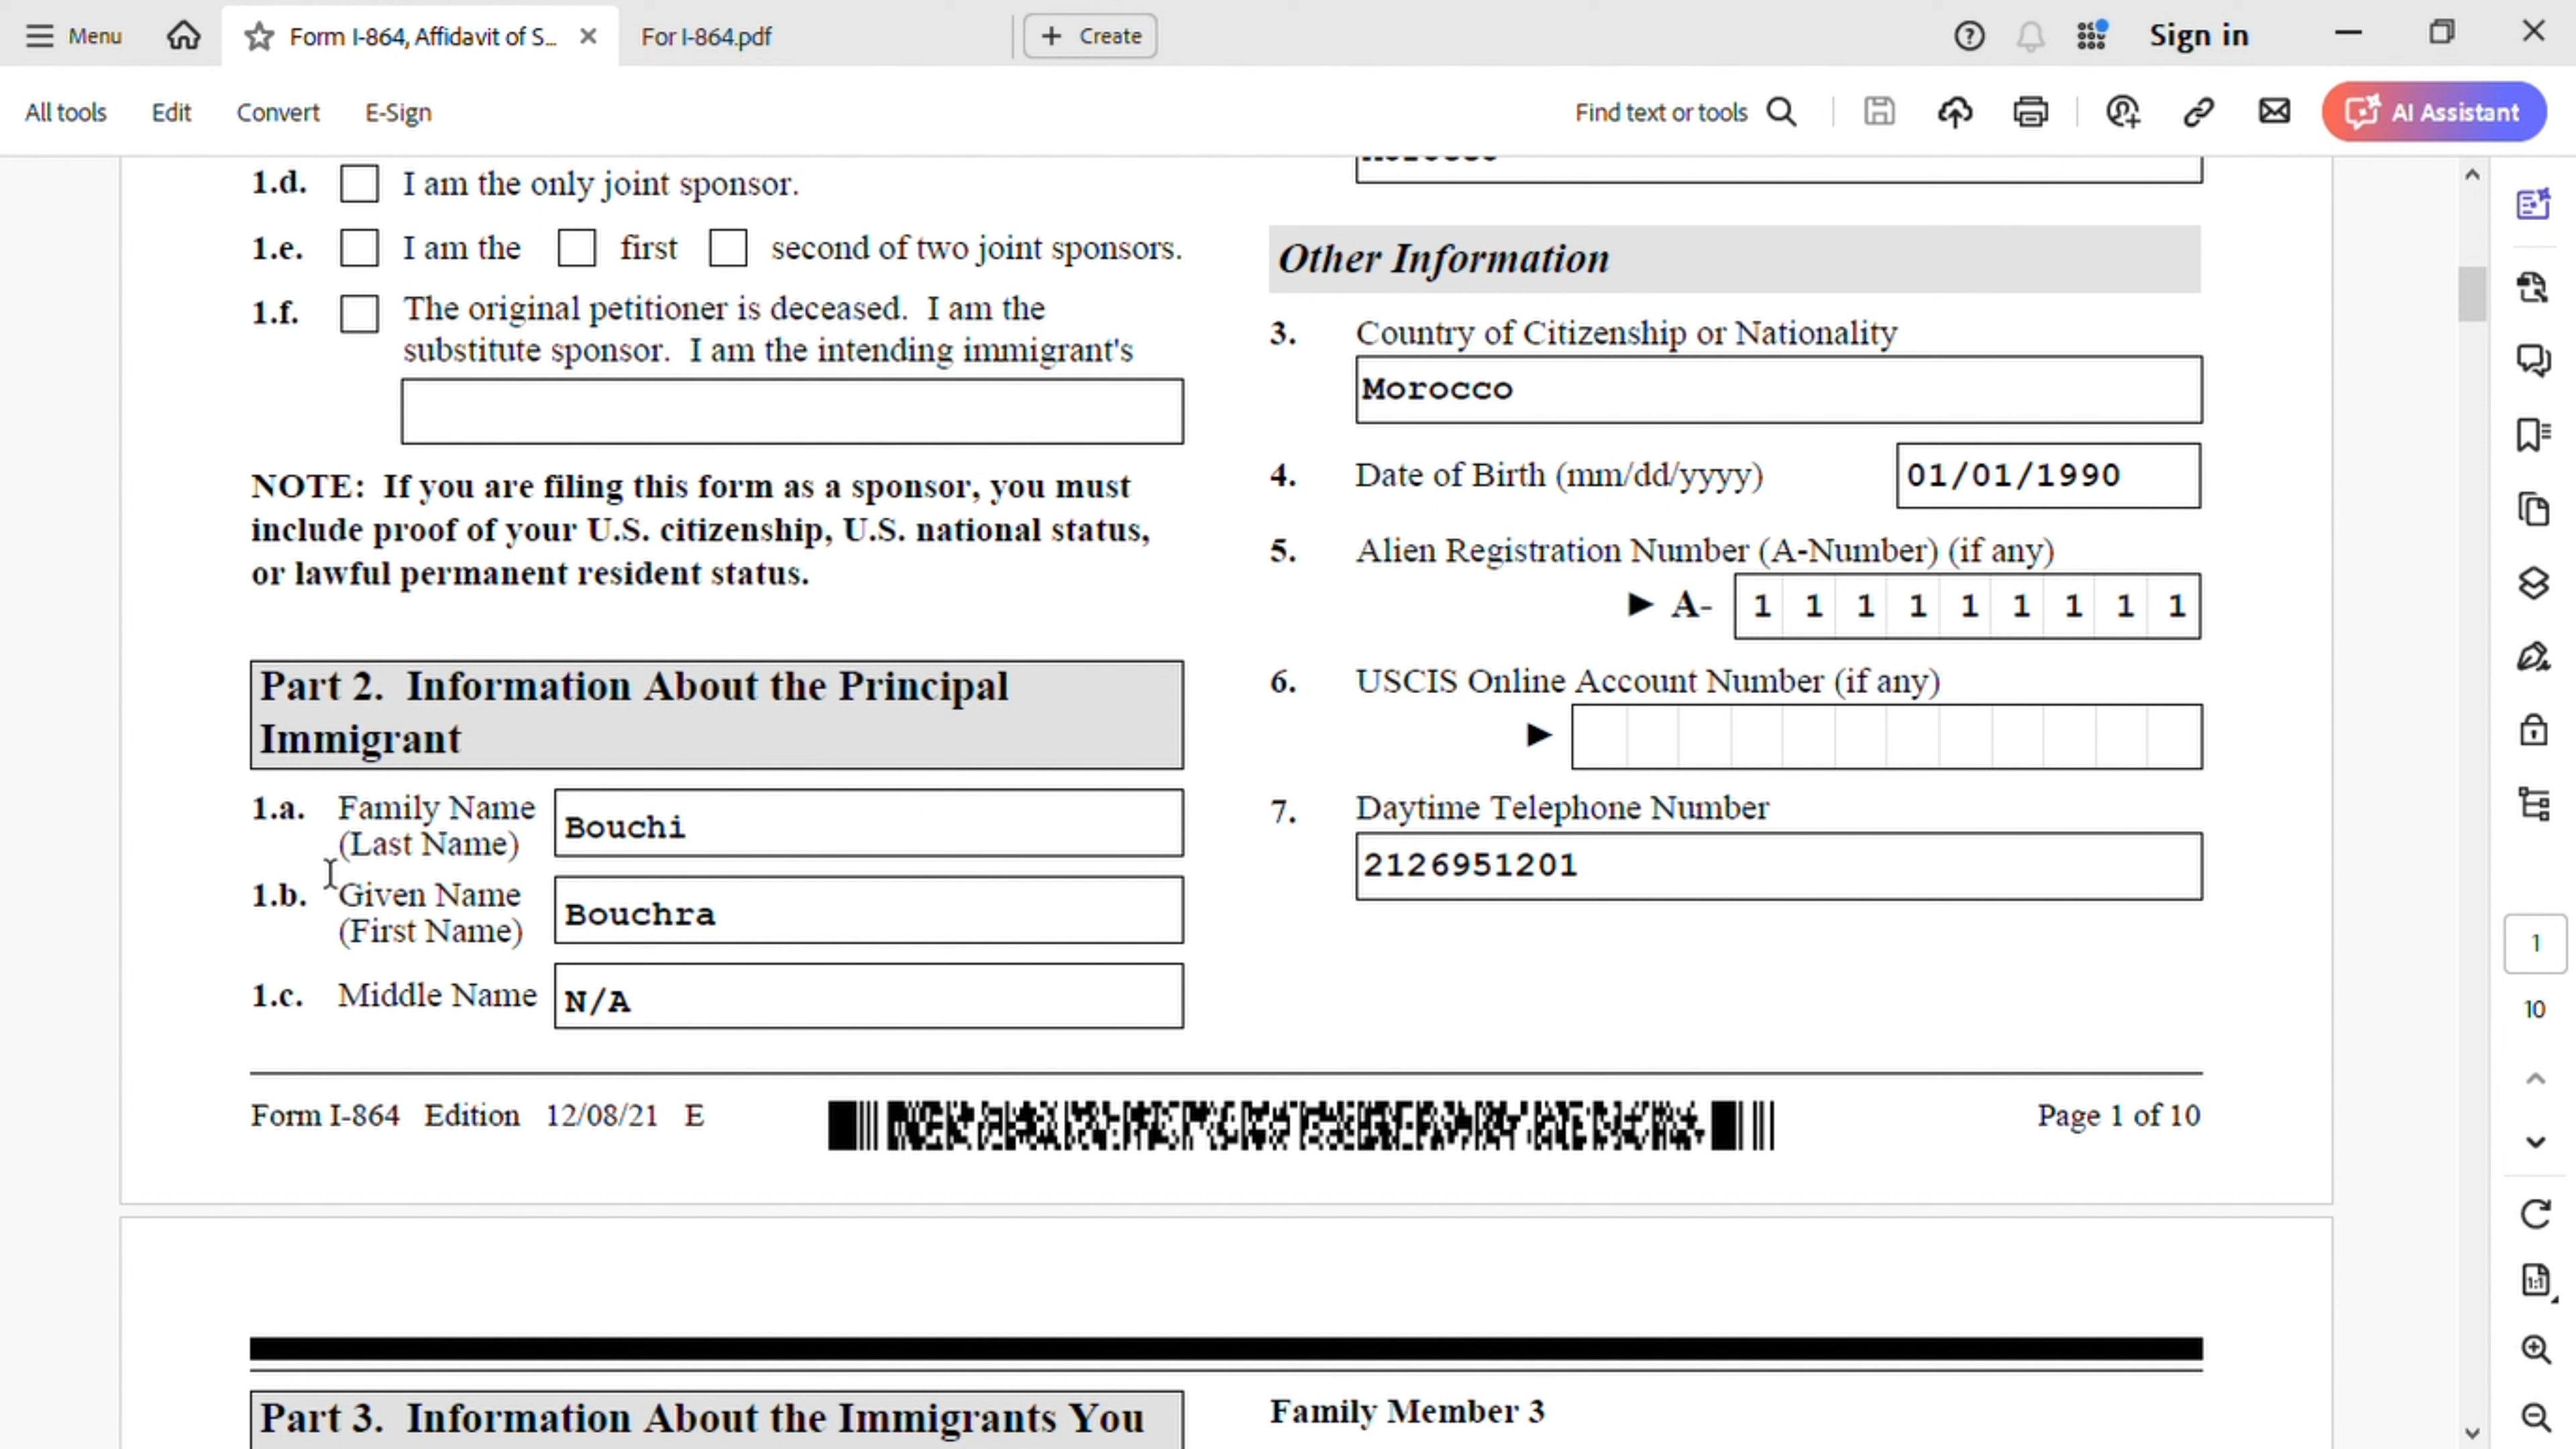 Menu
Form I-864, Affidavit of S...
For I-864.pdf
Create
Sign in
All tools
Edit
Convert
E-Sign
Find text or tools
AI Assistant
1.d. I am the only joint sponsor.
1.e. I am the first second of two joint sponsors.
1.f. The original petitioner is deceased. I am the
substitute sponsor. I am the intending immigrant's
NOTE: If you are filing this form as a sponsor, you must
include proof of your U.S. citizenship, U.S. national status,
or lawful permanent resident status.
Part 2. Information About the Principal
Immigrant
1.a. Family Name
(Last Name)
Bouchi
1.b. Given Name
(First Name)
Bouchra
1.c. Middle Name
N/A
Other Information
3. Country of Citizenship or Nationality
Morocco
4. Date of Birth (mm/dd/yyyy)
01/01/1990
5. Alien Registration Number (A-Number) (if any)
► A- 1 1 1 1 1 1 1 1 1
6. USCIS Online Account Number (if any)
►
7. Daytime Telephone Number
2126951201
Form I-864 Edition 12/08/21 E
Page 1 of 10
Part 3. Information About the Immigrants You
Family Member 3
1
10
1:1